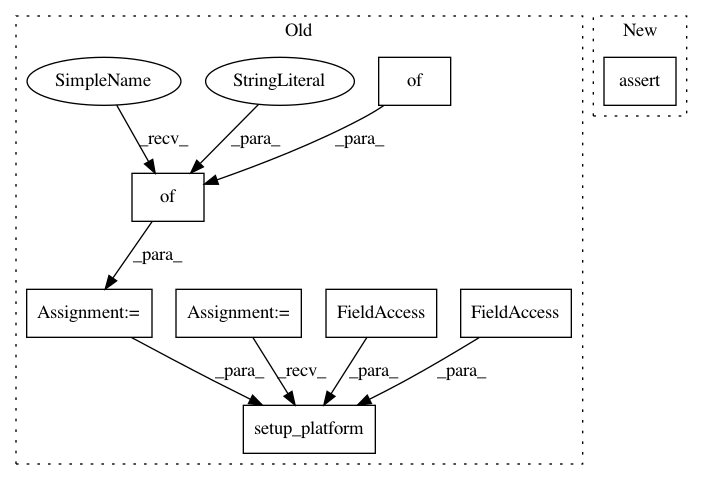 Old
New
SimpleName
StringLiteral
of
assert
_recv_
_para_
_para_
of
_para_
Assignment:=
Assignment:=
FieldAccess
FieldAccess
_para_
_recv_
_para_
_para_
setup_platform